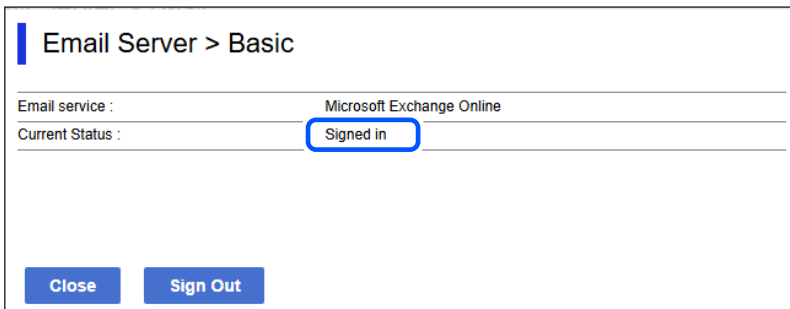 Email Server > Basic
Email service : Microsoft Exchange Online
Current Status : Signed in
Close Sign Out